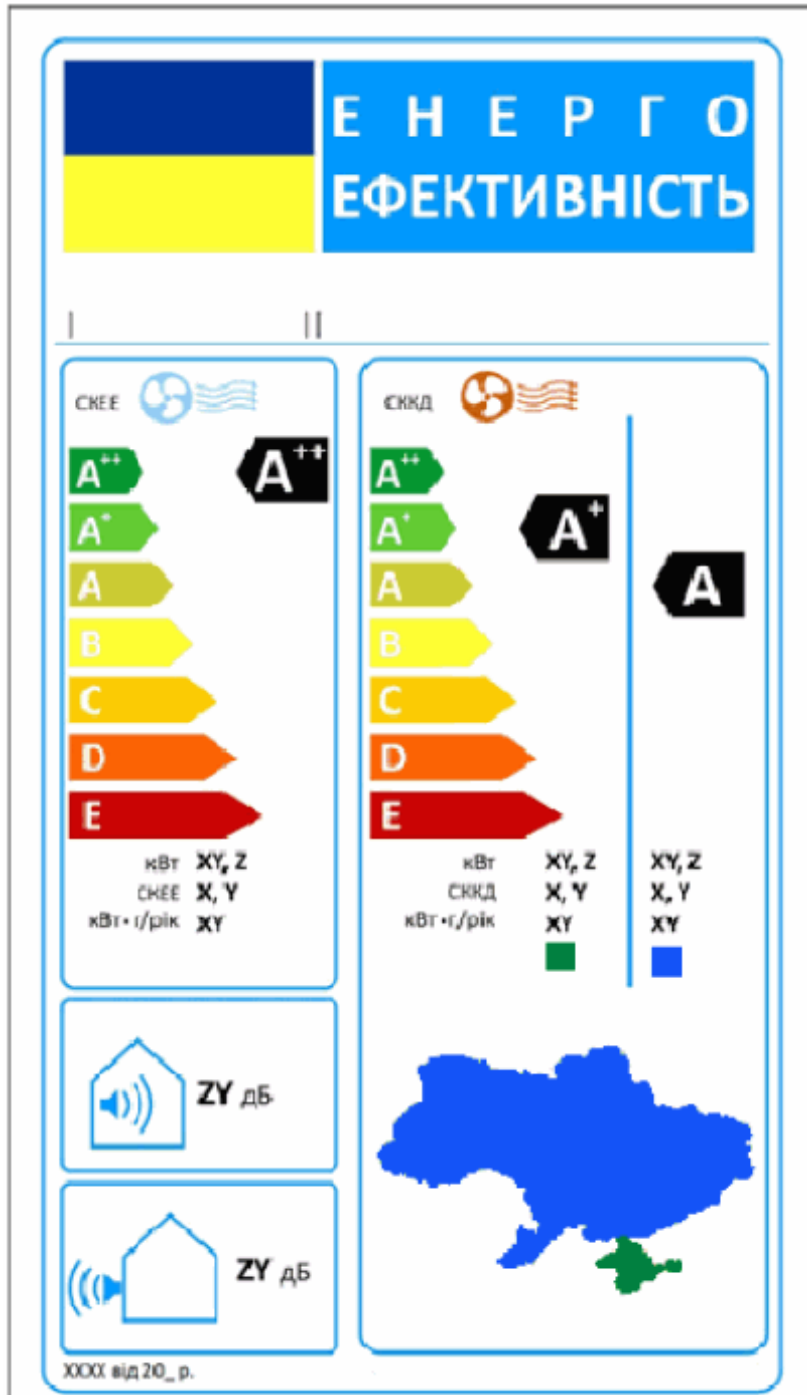 Е Н Е Р Г О
ЕФЕКТИВНІСТЬ
I II
СКЕЕ
A++ A++
A+
A
B
C
D
E
кВт XY, Z
СКЕЕ X, Y
кВт•г/рік XY
СККД
A++
A+ A+
A A
B
C
D
E
кВт XY, Z XY, Z
СККД X, Y X, Y
кВт•г/рік XY XY
ZY дБ
ZY дБ
XXXX від 20_ р.